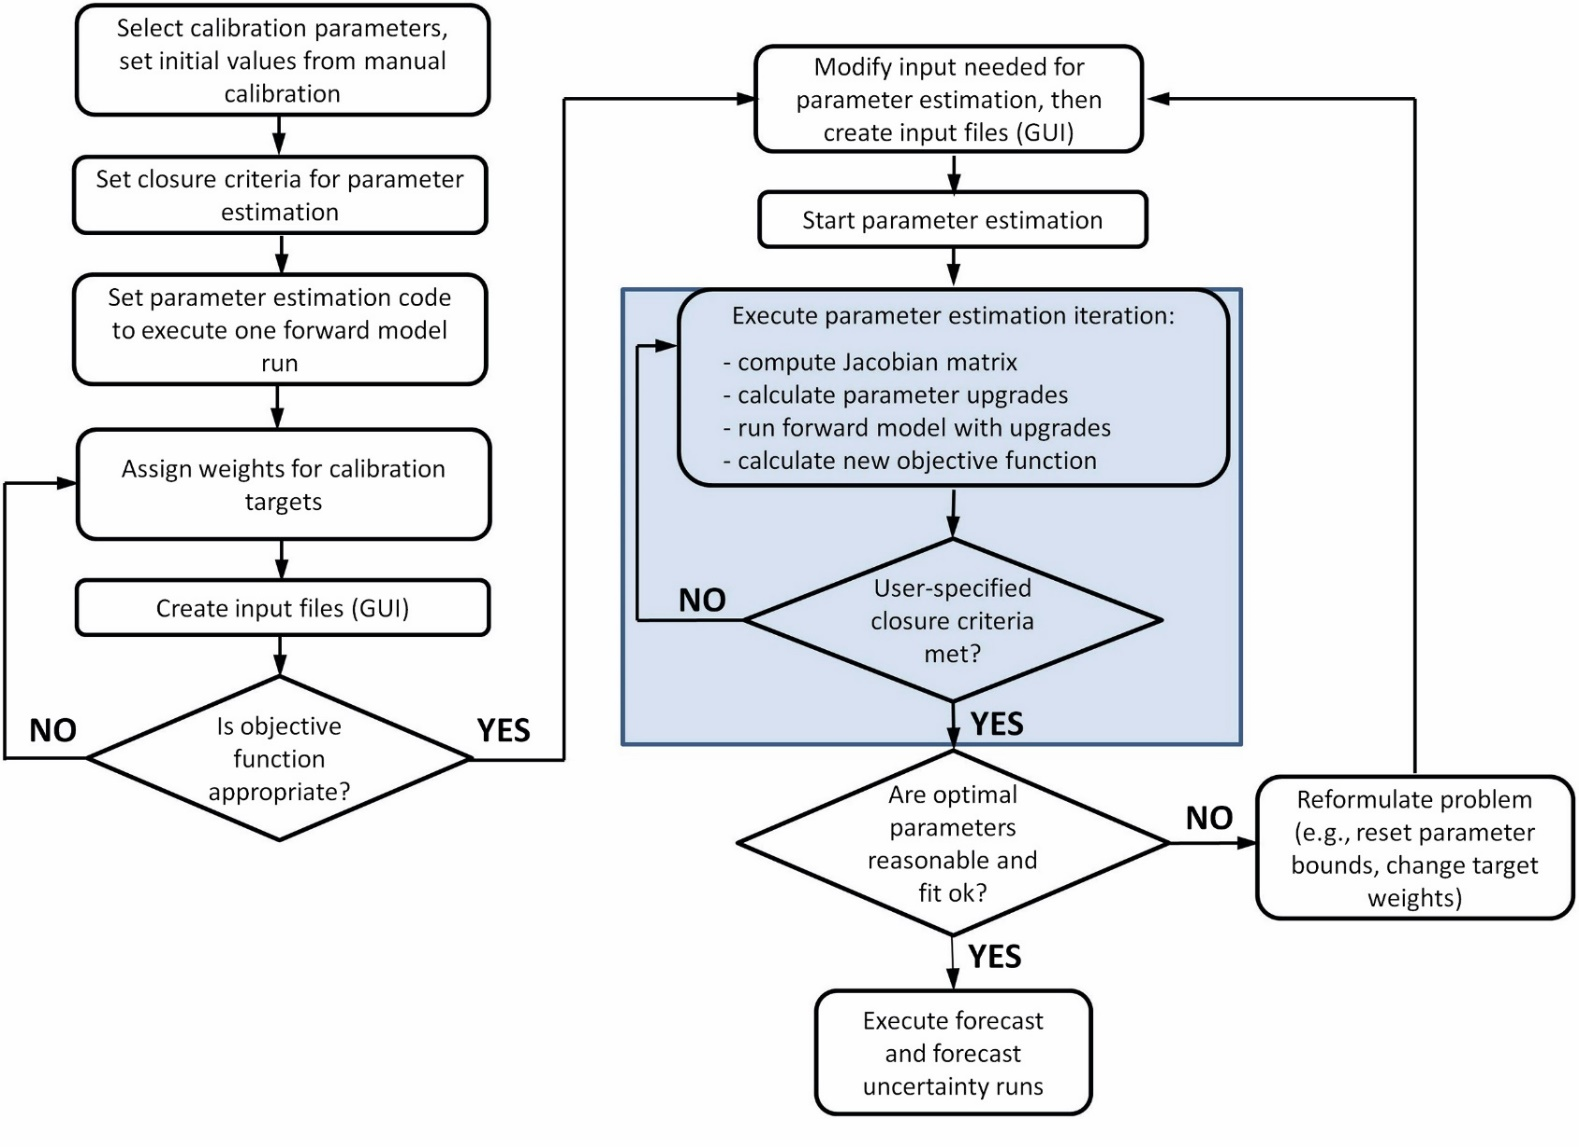 Select calibration parameters,
set initial values from manual
calibration
Set closure criteria for parameter
estimation
Set parameter estimation code
to execute one forward model
run
Assign weights for calibration
targets
Create input files (GUI)
Is objective
function
appropriate?
NO
YES
Modify input needed for
parameter estimation, then
create input files (GUI)
Start parameter estimation
Execute parameter estimation iteration:
- compute Jacobian matrix
- calculate parameter upgrades
- run forward model with upgrades
- calculate new objective function
User-specified
closure criteria
met?
NO
YES
Are optimal
parameters
reasonable and
fit ok?
NO
Reformulate problem
(e.g., reset parameter
bounds, change target
weights)
YES
Execute forecast
and forecast
uncertainty runs